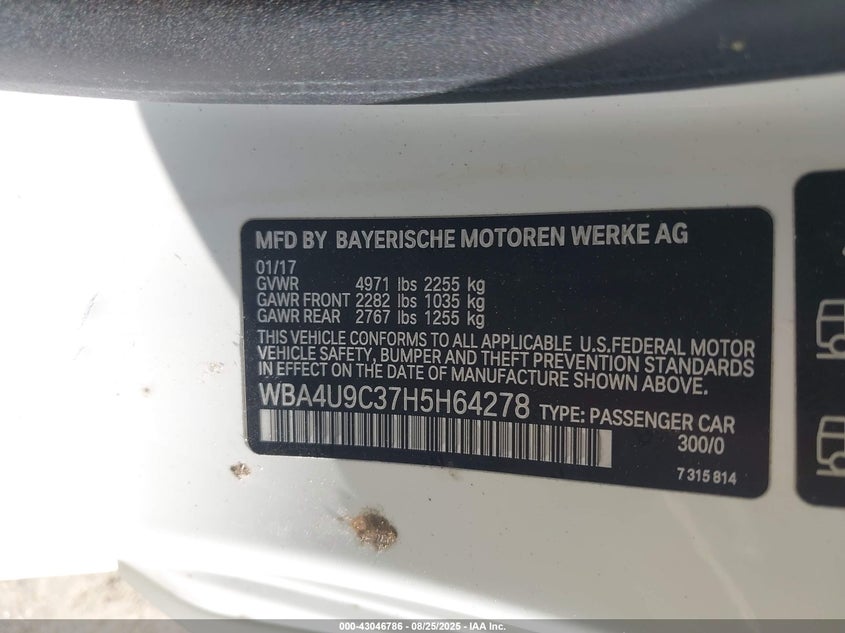 MFD BY BAYERISCHE MOTOREN WERKE AG
01/17
GVWR 4971 lbs 2255 kg
GAWR FRONT 2282 lbs 1035 kg
GAWR REAR 2767 lbs 1255 kg
THIS VEHICLE CONFORMS TO ALL APPLICABLE U.S.FEDERAL MOTOR
VEHICLE SAFETY, BUMPER AND THEFT PREVENTION STANDARDS
IN EFFECT ON THE DATE OF MANUFACTURE SHOWN ABOVE.
WBA4U9C37H5H64278 TYPE: PASSENGER CAR
300/0
7 315 814
000-43046786 - 08/25/2025 - IAA Inc.